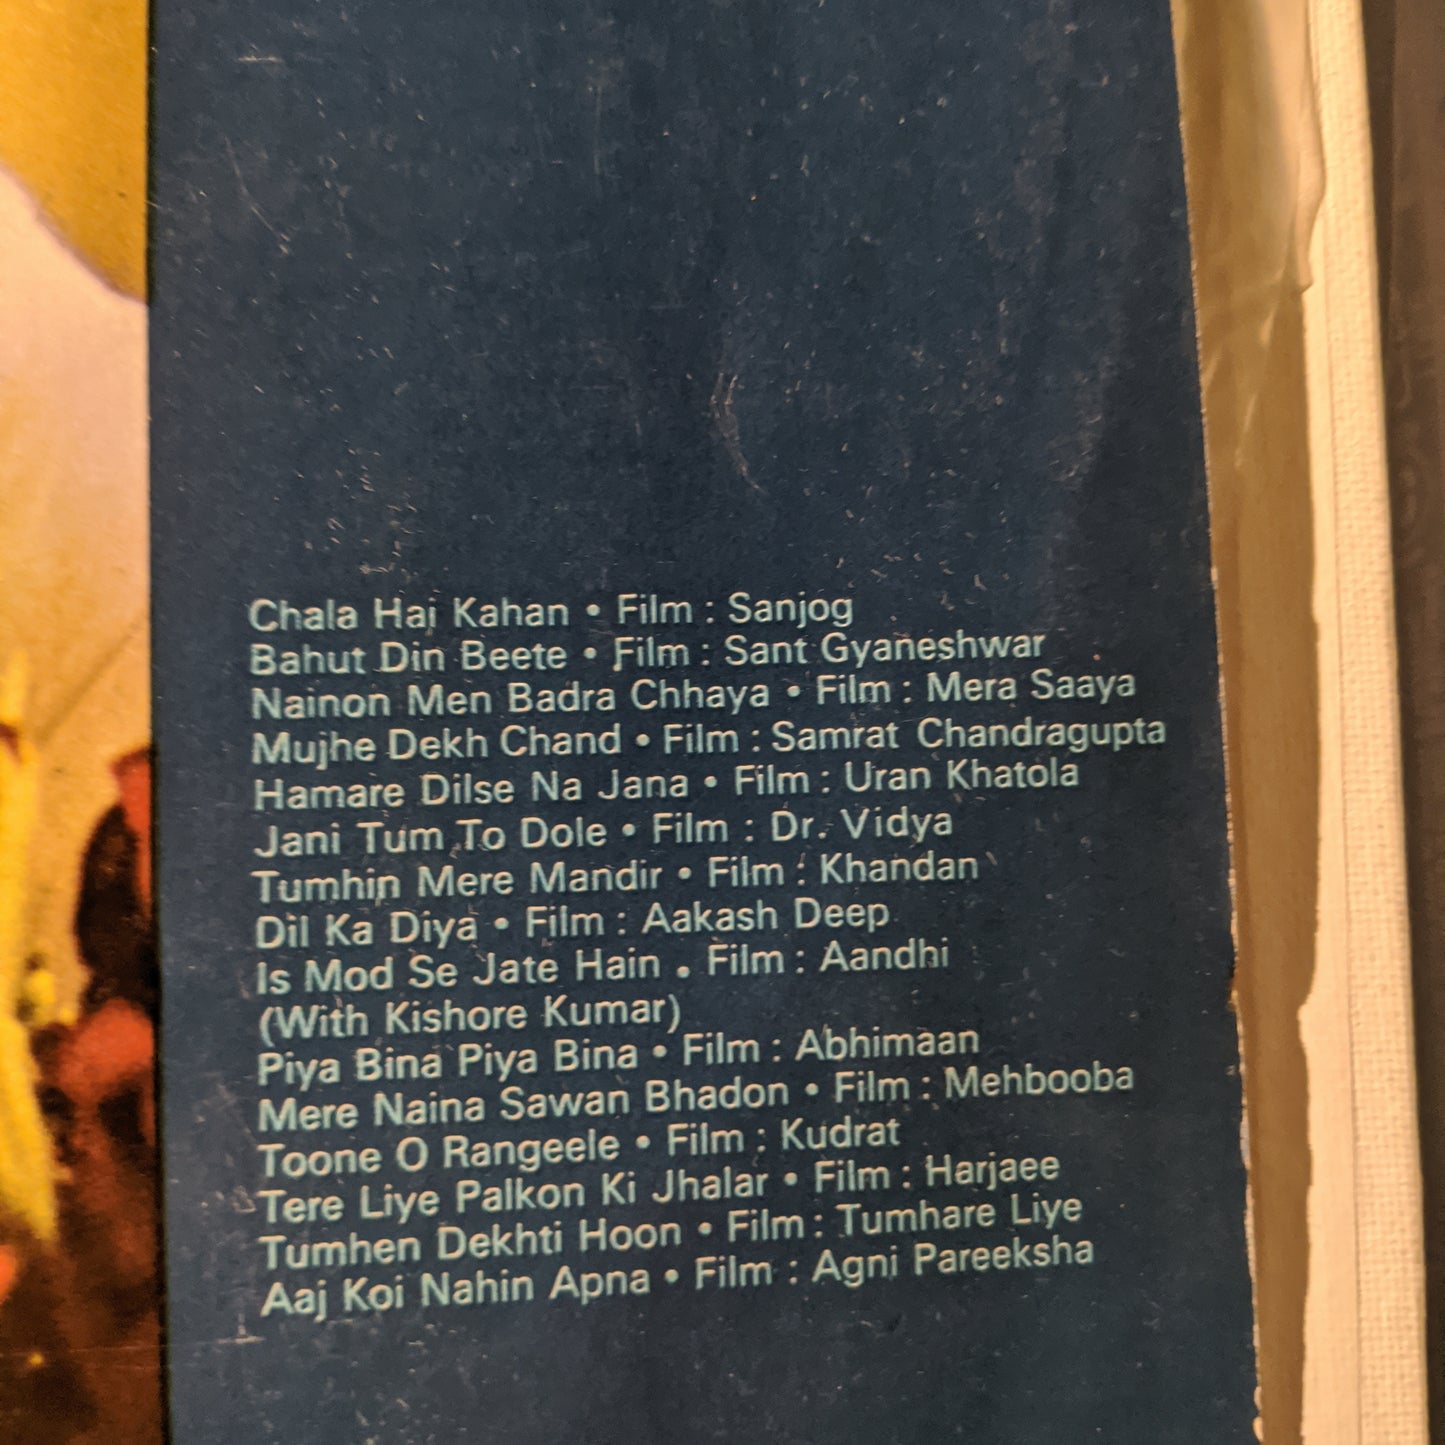 Chala Hai Kahan • Film : Sanjog
Bahut Din Beete • Film : Sant Gyaneshwar
Nainon Men Badra Chhaya • Film : Mera Saaya
Mujhe Dekh Chand • Film : Samrat Chandragupta
Hamare Dilse Na Jana • Film : Uran Khatola
Jani Tum To Dole • Film : Dr. Vidya
Tumhin Mere Mandir • Film : Khandan
Dil Ka Diya • Film : Aakash Deep
Is Mod Se Jate Hain . Film : Aandhi
(With Kishore Kumar)
Piya Bina Piya Bina • Film : Abhimaan
Mere Naina Sawan Bhadon • Film : Mehbooba
Toone O Rangeele • Film : Kudrat
Tere Liye Palkon Ki Jhalar • Film : Harjaee
Tumhen Dekhti Hoon • Film : Tumhare Liye
Aaj Koi Nahin Apna • Film : Agni Pareeksha